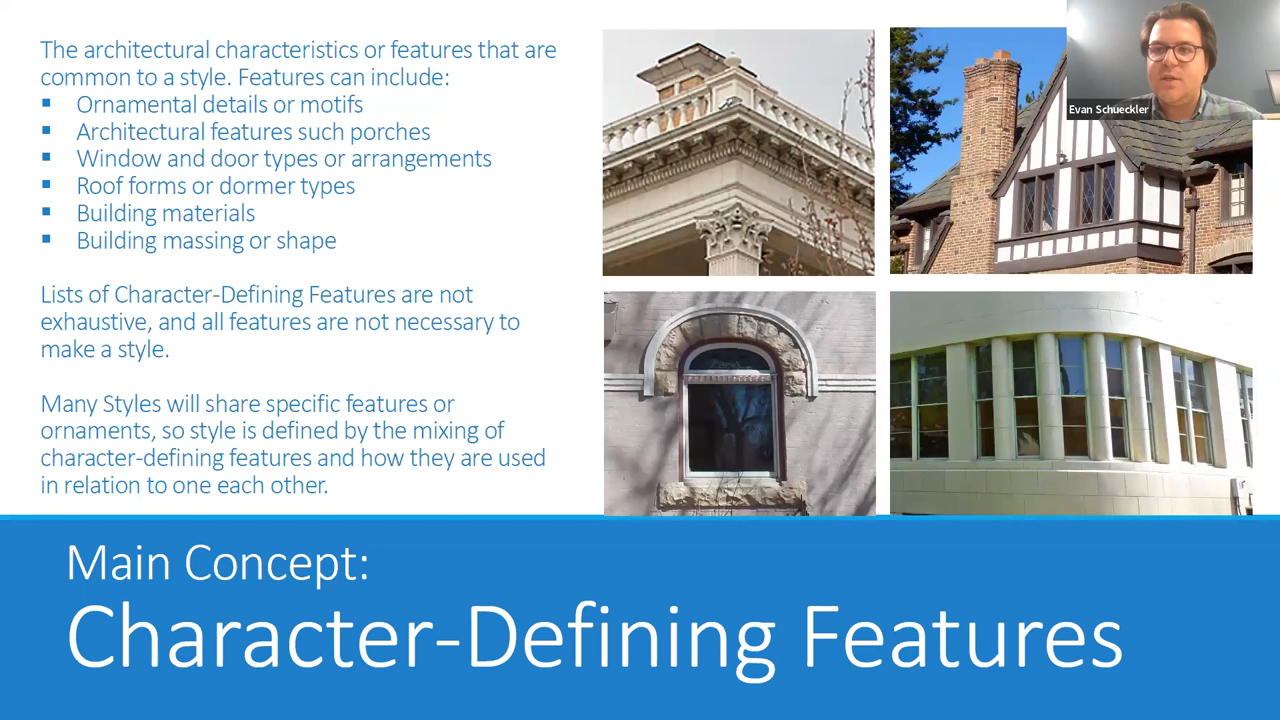 The architectural characteristics or features that are
common to a style. Features can include:
▪ Ornamental details or motifs
▪ Architectural features such porches
▪ Window and door types or arrangements
▪ Roof forms or dormer types
▪ Building materials
▪ Building massing or shape
Lists of Character-Defining Features are not
exhaustive, and all features are not necessary to
make a style.
Many Styles will share specific features or
ornaments, so style is defined by the mixing of
character-defining features and how they are used
in relation to one each other.
Evan Schueckler
Main Concept:
Character-Defining Features